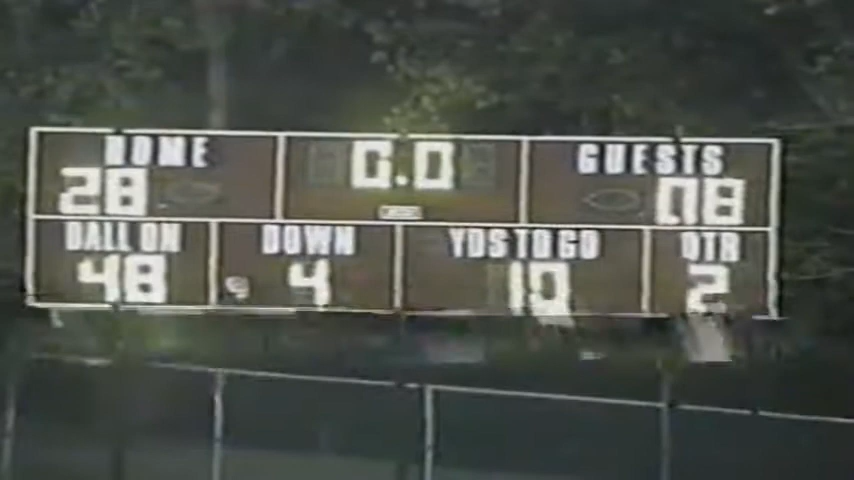 HOME GUESTS
28 0.0 08
BALL ON DOWN YDS TO GO QTR
48 4 10 2